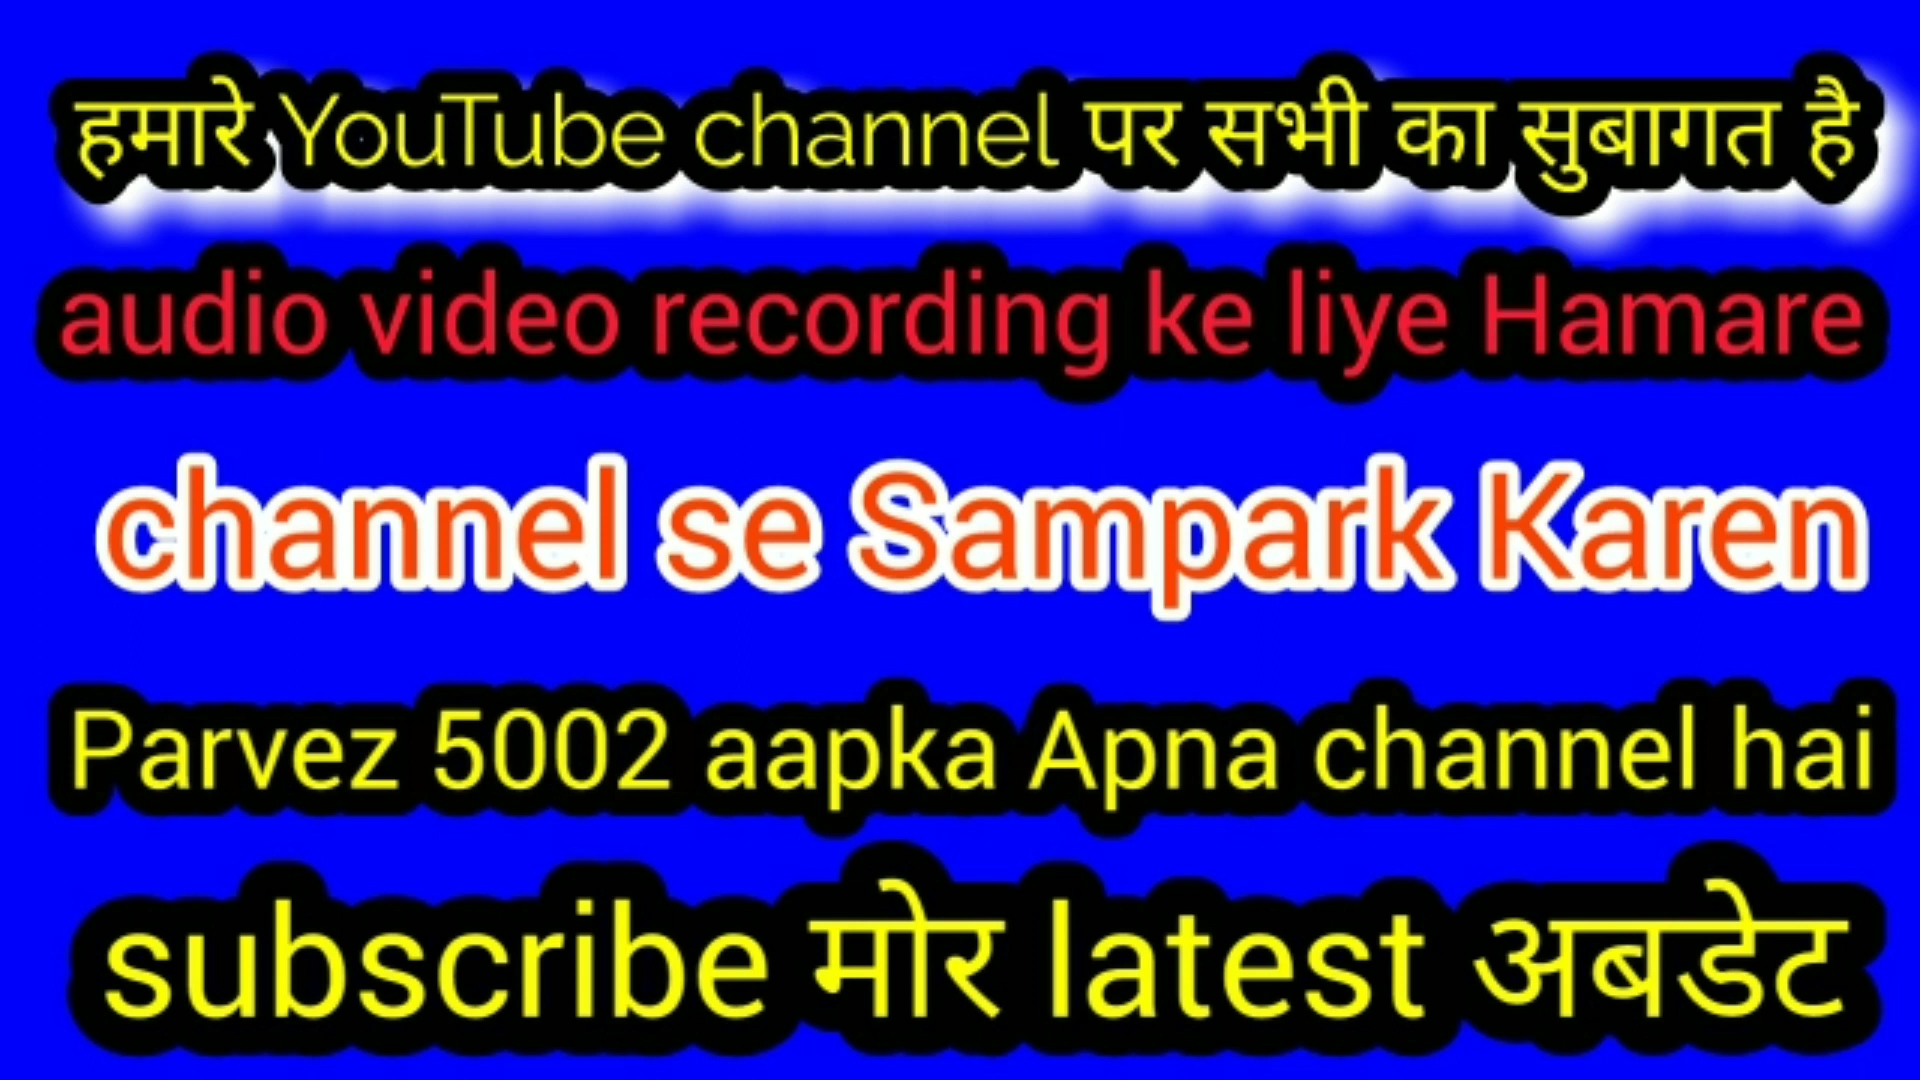 हमारे YouTube channel पर सभी का सुबागत है
audio video recording ke liye Hamare
channel se Sampark Karen
Parvez 5002 aapka Apna channel hai
subscribe मोर latest अबडेट